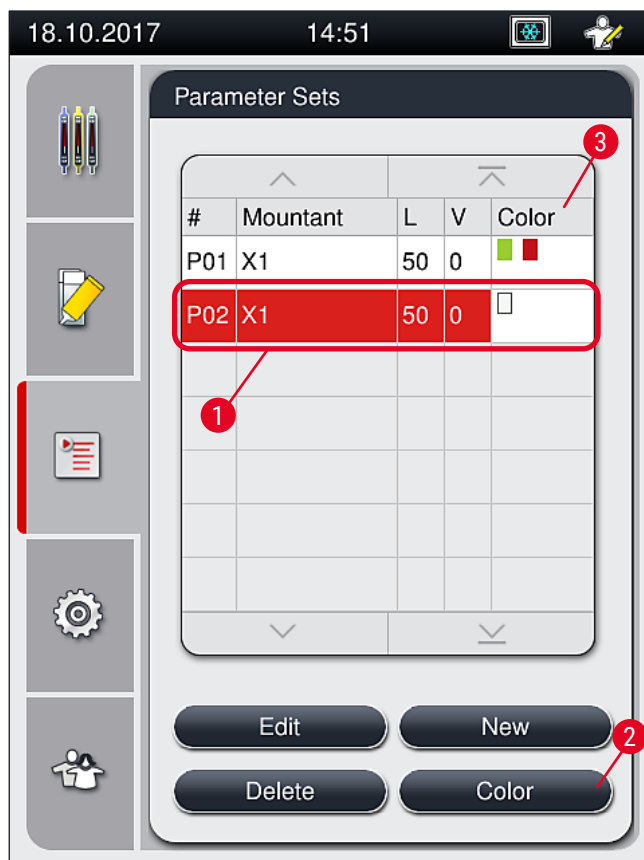 18.10.2017 14:51
Parameter Sets
3
# Mountant L V Color
P01 X1 50 0
P02 X1 50 0
1
Edit New
2
Delete Color